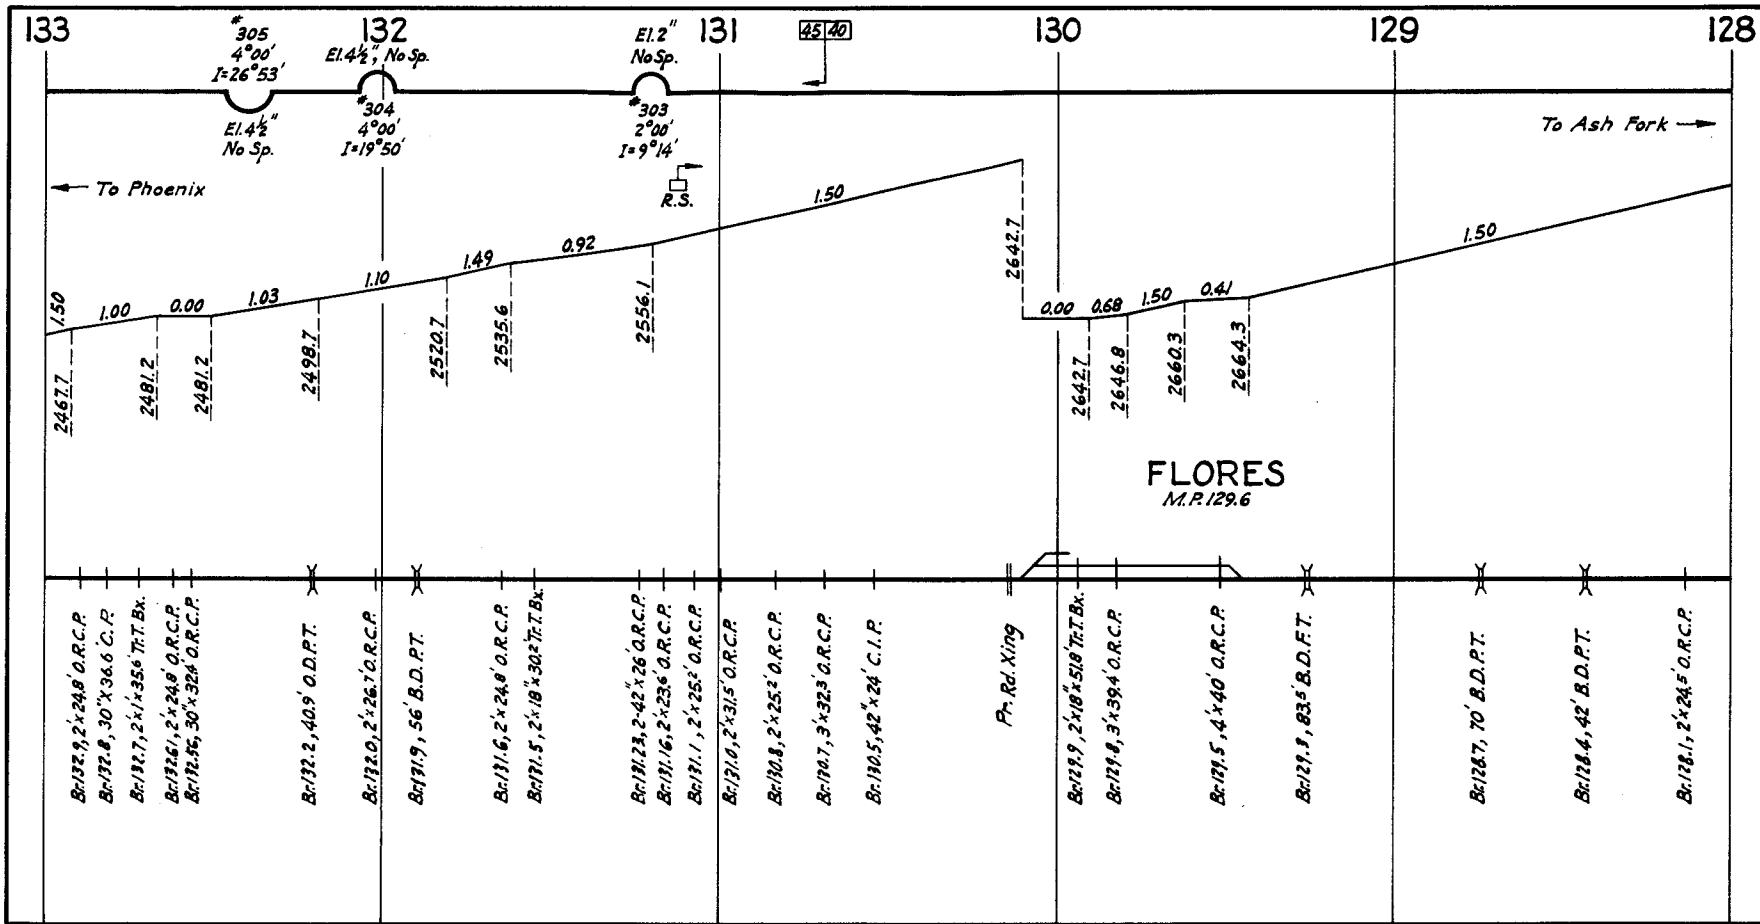 133
132
131
130
129
128
#305
4°00'
I=26°53'
El.4½"
No Sp.
El.4½", No Sp.
#304
4°00'
I=19°50'
El.2"
No Sp.
#303
2°00'
I=9°14'
45 40
To Ash Fork
To Phoenix
R.S.
1.50
1.00
0.00
1.03
1.10
1.49
0.92
1.50
0.00
0.68
1.50
0.41
1.50
2467.7
2481.2
2481.2
2498.7
2520.7
2535.6
2556.1
2642.7
2642.7
2646.8
2660.3
2664.3
FLORES
M.P. 129.6
Br.132.9, 2'x24.8' O.R.C.P.
Br.132.8, 30"x36.6' C.P.
Br.132.7, 2'x1'x35.6' Tr.T. Bx.
Br.132.61, 2'x24.8' O.R.C.P.
Br.132.56, 30"x32.4' O.R.C.P.
Br.132.2, 40.9' O.D.P.T.
Br.132.0, 2'x26.7' O.R.C.P.
Br.131.9, 56' B.D.P.T.
Br.131.6, 2'x24.8' O.R.C.P.
Br.131.5, 2'x18"x30.2' Tr.T. Bx.
Br.131.23, 2-42"x26' O.R.C.P.
Br.131.16, 2'x23.6' O.R.C.P.
Br.131.1, 2'x25.2' O.R.C.P.
Br.131.0, 2'x31.5' O.R.C.P.
Br.130.8, 2'x25.2' O.R.C.P.
Br.130.7, 3'x32.3' O.R.C.P.
Br.130.5, 42"x24' C.I.P.
Pr. Rd. Xing
Br.129.9, 2'x18"x51.8' Tr.T. Bx.
Br.129.8, 3'x39.4' O.R.C.P.
Br.129.5, 4'x40' O.R.C.P.
83.5' B.D.F.T.
Br.128.7, 70' B.D.P.T.
Br.128.4, 42' B.D.P.T.
Br.128.1, 2'x24.5' O.R.C.P.